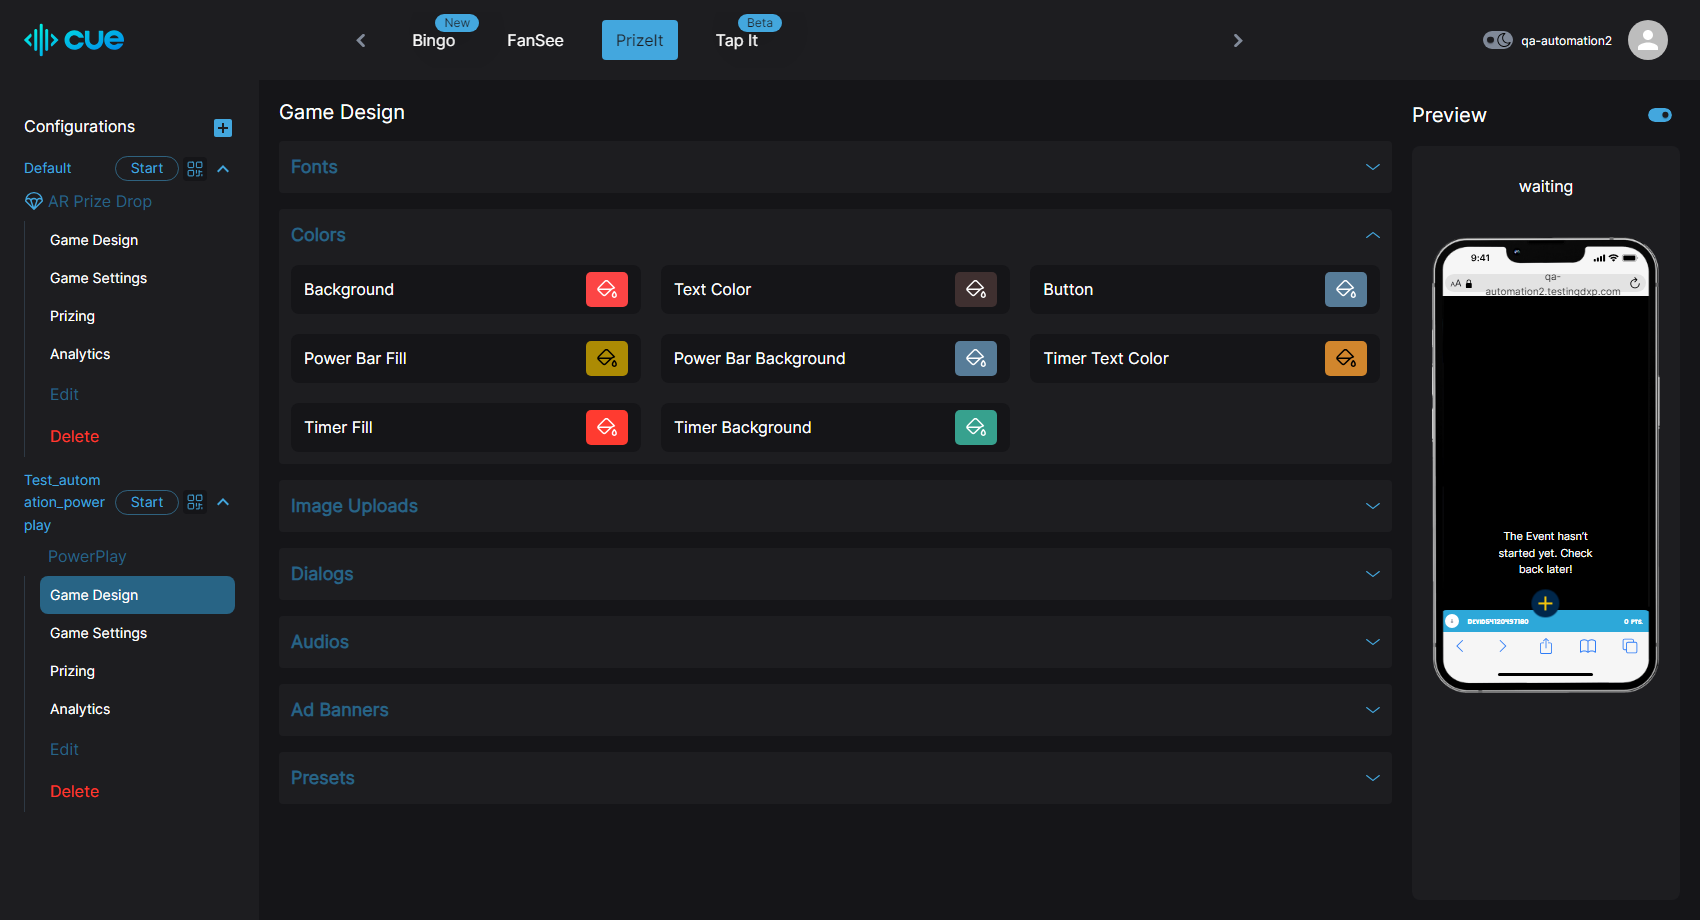 cue
New
Bingo
FanSee
PrizeIt
Beta
Tap It
qa-automation2
Configurations
Default
Start
AR Prize Drop
Game Design
Game Settings
Prizing
Analytics
Edit
Delete
Test_autom
ation_power
play
Start
PowerPlay
Game Design
Game Settings
Prizing
Analytics
Edit
Delete
Game Design
Fonts
Colors
Background
Text Color
Button
Power Bar Fill
Power Bar Background
Timer Text Color
Timer Fill
Timer Background
Image Uploads
Dialogs
Audios
Ad Banners
Presets
Preview
waiting
9:41
AA
qa-
automation2.testingdxp.com
The Event hasn't
started yet. Check
back later!
0 PTS.